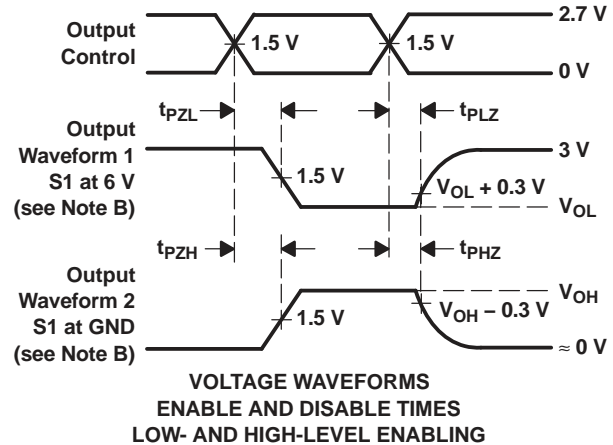 Output
Control
1.5 V
1.5 V
2.7 V
0 V
tPZL
tPLZ
Output
Waveform 1
S1 at 6 V
(see Note B)
1.5 V
VOL + 0.3 V
3 V
VOL
tPZH
tPHZ
Output
Waveform 2
S1 at GND
(see Note B)
1.5 V
VOH − 0.3 V
VOH
≈ 0 V
VOLTAGE WAVEFORMS
ENABLE AND DISABLE TIMES
LOW- AND HIGH-LEVEL ENABLING